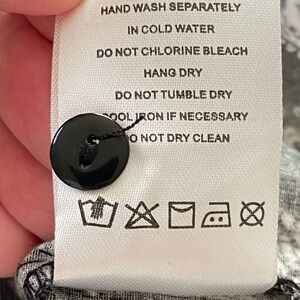 HAND WASH SEPARATELY
IN COLD WATER
DO NOT CHLORINE BLEACH
HANG DRY
DO NOT TUMBLE DRY
OOL IRON IF NECESSARY
O NOT DRY CLEAN